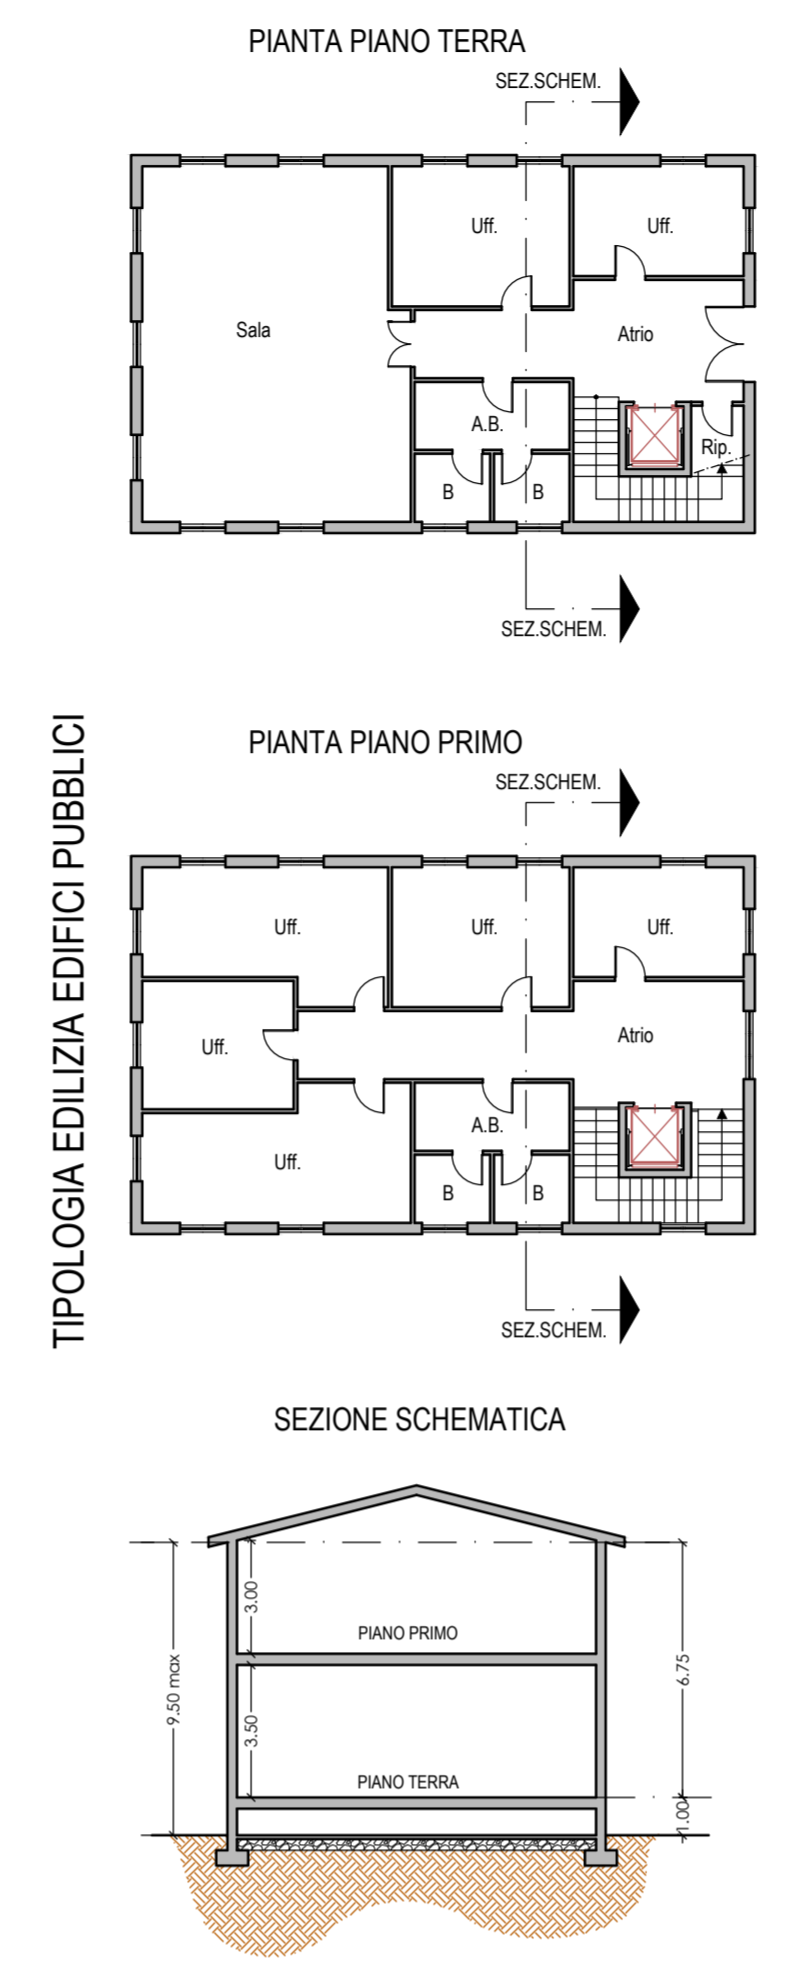 PIANTA PIANO TERRA
SEZ.SCHEM.
Uff.
Uff.
Sala
Atrio
A.B.
Rip.
B
B
SEZ.SCHEM.
TIPOLOGIA EDILIZIA EDIFICI PUBBLICI
PIANTA PIANO PRIMO
SEZ.SCHEM.
Uff.
Uff.
Uff.
Uff.
Atrio
A.B.
Uff.
B
B
SEZ.SCHEM.
SEZIONE SCHEMATICA
3.00
PIANO PRIMO
9.50 max
6.75
3.50
PIANO TERRA
1.00